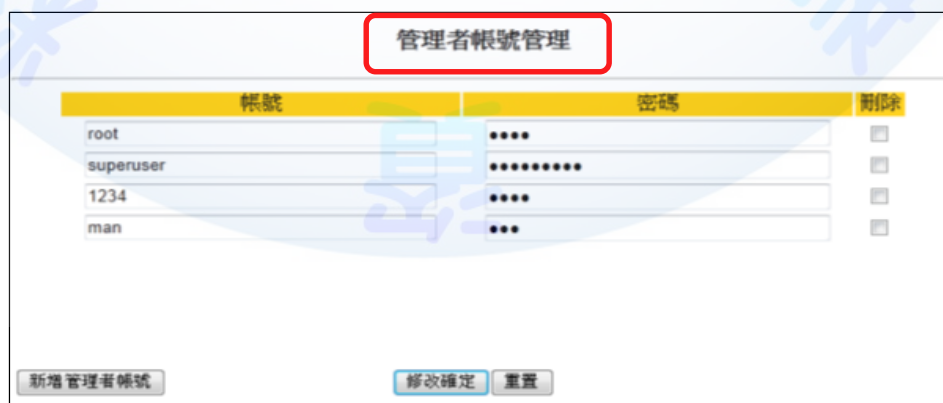 管理者帳號管理
帳號 密碼 刪除
root ••••
superuser •••••••••
1234 ••••
man •••
新增管理者帳號 修改確定 重置